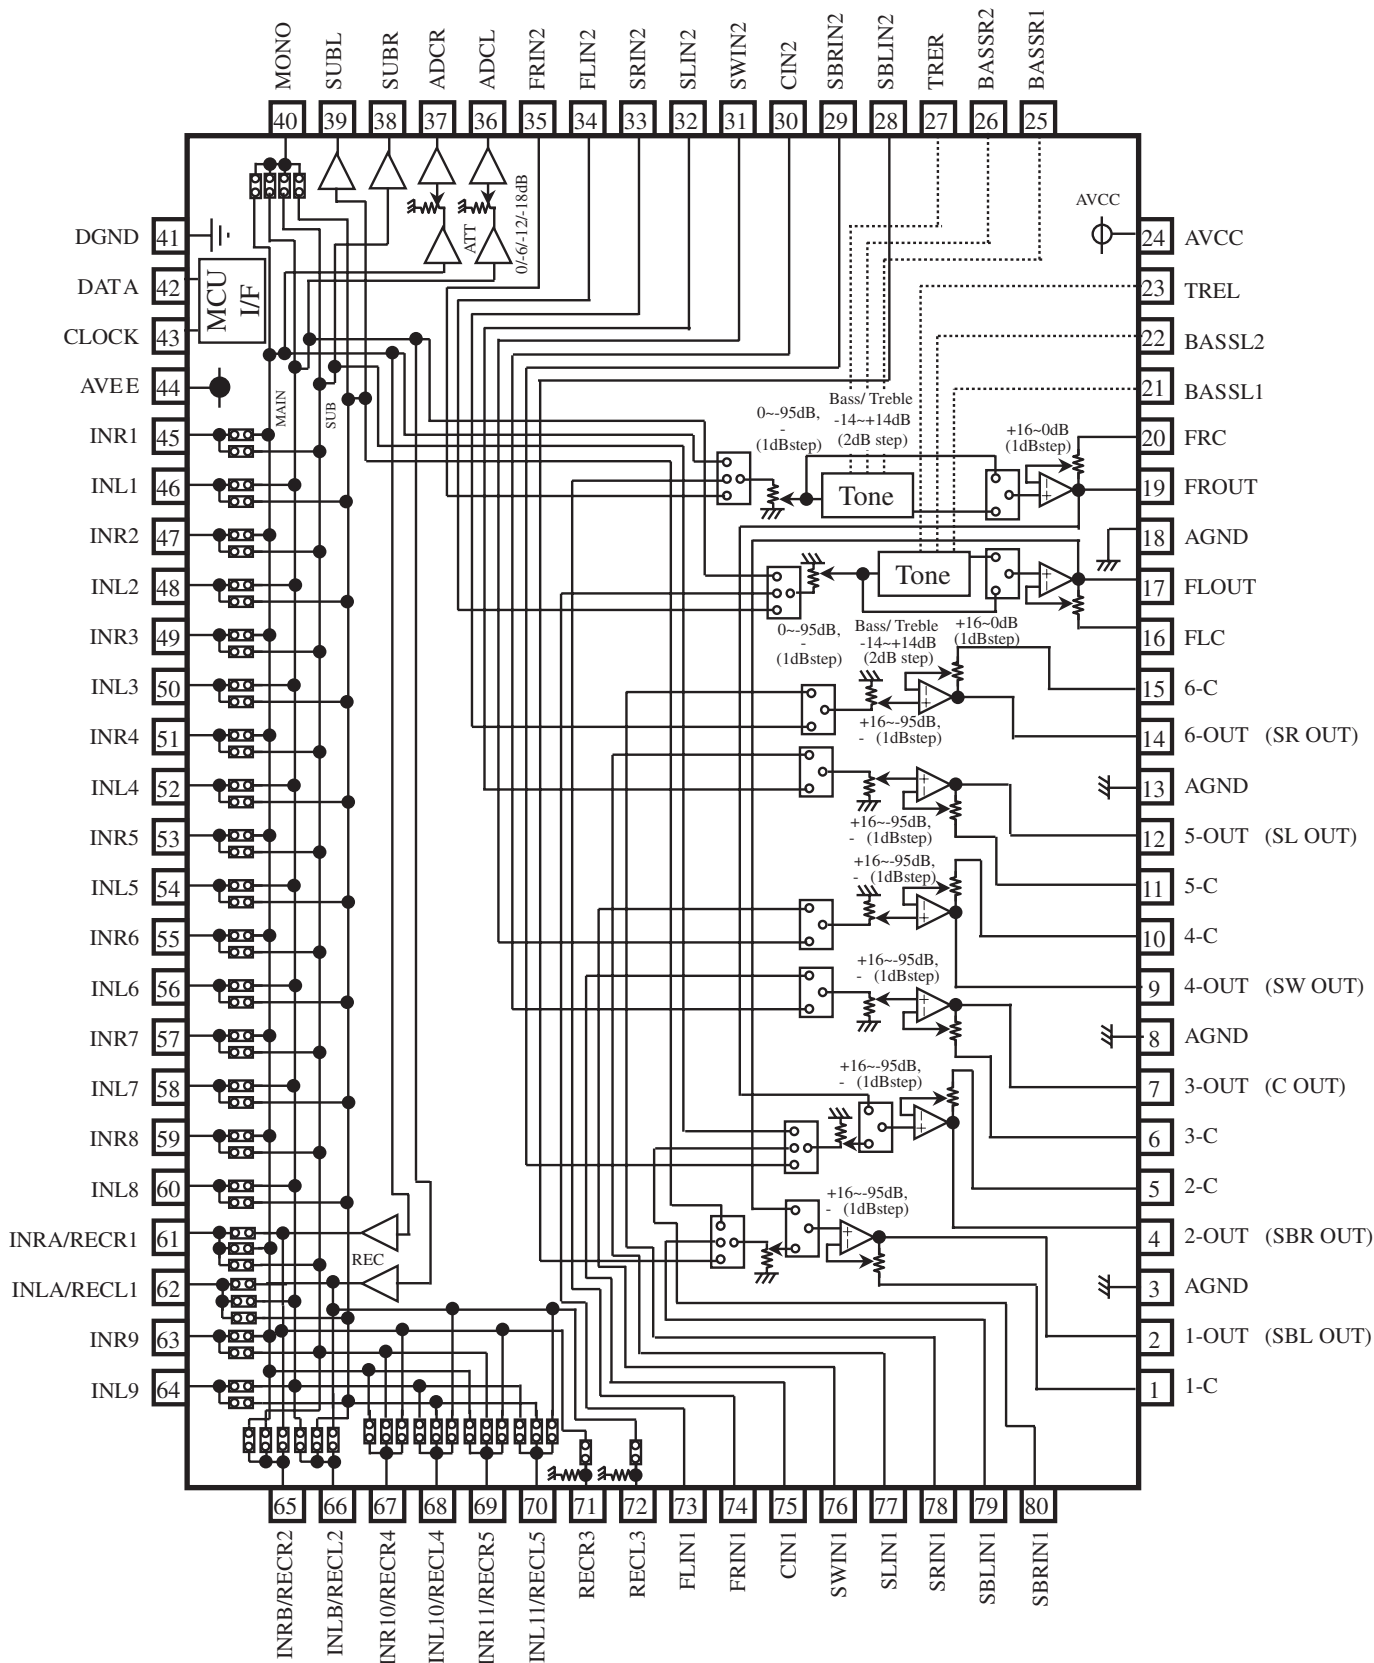 MONO
SUBL
SUBR
ADCR
ADCL
FRIN2
FLIN2
SRIN2
SLIN2
SWIN2
CIN2
SBRIN2
SBLIN2
TRER
BASSR2
BASSR1
40
39
38
37
36
35
34
33
32
31
30
29
28
27
26
25
DGND 41
DATA 42
CLOCK 43
AVEE 44
INR1 45
INL1 46
INR2 47
INL2 48
INR3 49
INL3 50
INR4 51
INL4 52
INR5 53
INL5 54
INR6 55
INL6 56
INR7 57
INL7 58
INR8 59
INL8 60
INRA/RECR1 61
INLA/RECL1 62
INR9 63
INL9 64
MCU
I/F
MAIN
SUB
ATT
0/-6/-12/-18dB
REC
AVCC
0~-95dB,
-
(1dBstep)
Bass/ Treble
-14~+14dB
(2dB step)
+16~0dB
(1dBstep)
Tone
- +
Tone
+ -
0~-95dB,
-
(1dBstep)
Bass/ Treble
-14~+14dB
(2dB step)
+16~0dB
(1dBstep)
- +
+16~-95dB,
- (1dBstep)
+ -
+16~-95dB,
- (1dBstep)
+16~-95dB,
- (1dBstep)
- +
+16~-95dB,
- (1dBstep)
+ -
+16~-95dB,
- (1dBstep)
- +
+16~-95dB,
- (1dBstep)
+ -
24 AVCC
23 TREL
22 BASSL2
21 BASSL1
20 FRC
19 FROUT
18 AGND
17 FLOUT
16 FLC
15 6-C
14 6-OUT (SR OUT)
13 AGND
12 5-OUT (SL OUT)
11 5-C
10 4-C
9 4-OUT (SW OUT)
8 AGND
7 3-OUT (C OUT)
6 3-C
5 2-C
4 2-OUT (SBR OUT)
3 AGND
2 1-OUT (SBL OUT)
1 1-C
65
66
67
68
69
70
71
72
73
74
75
76
77
78
79
80
INRB/RECR2
INLB/RECL2
INR10/RECR4
INL10/RECL4
INR11/RECR5
INL11/RECL5
RECR3
RECL3
FLIN1
FRIN1
CIN1
SWIN1
SLIN1
SRIN1
SBLIN1
SBRIN1